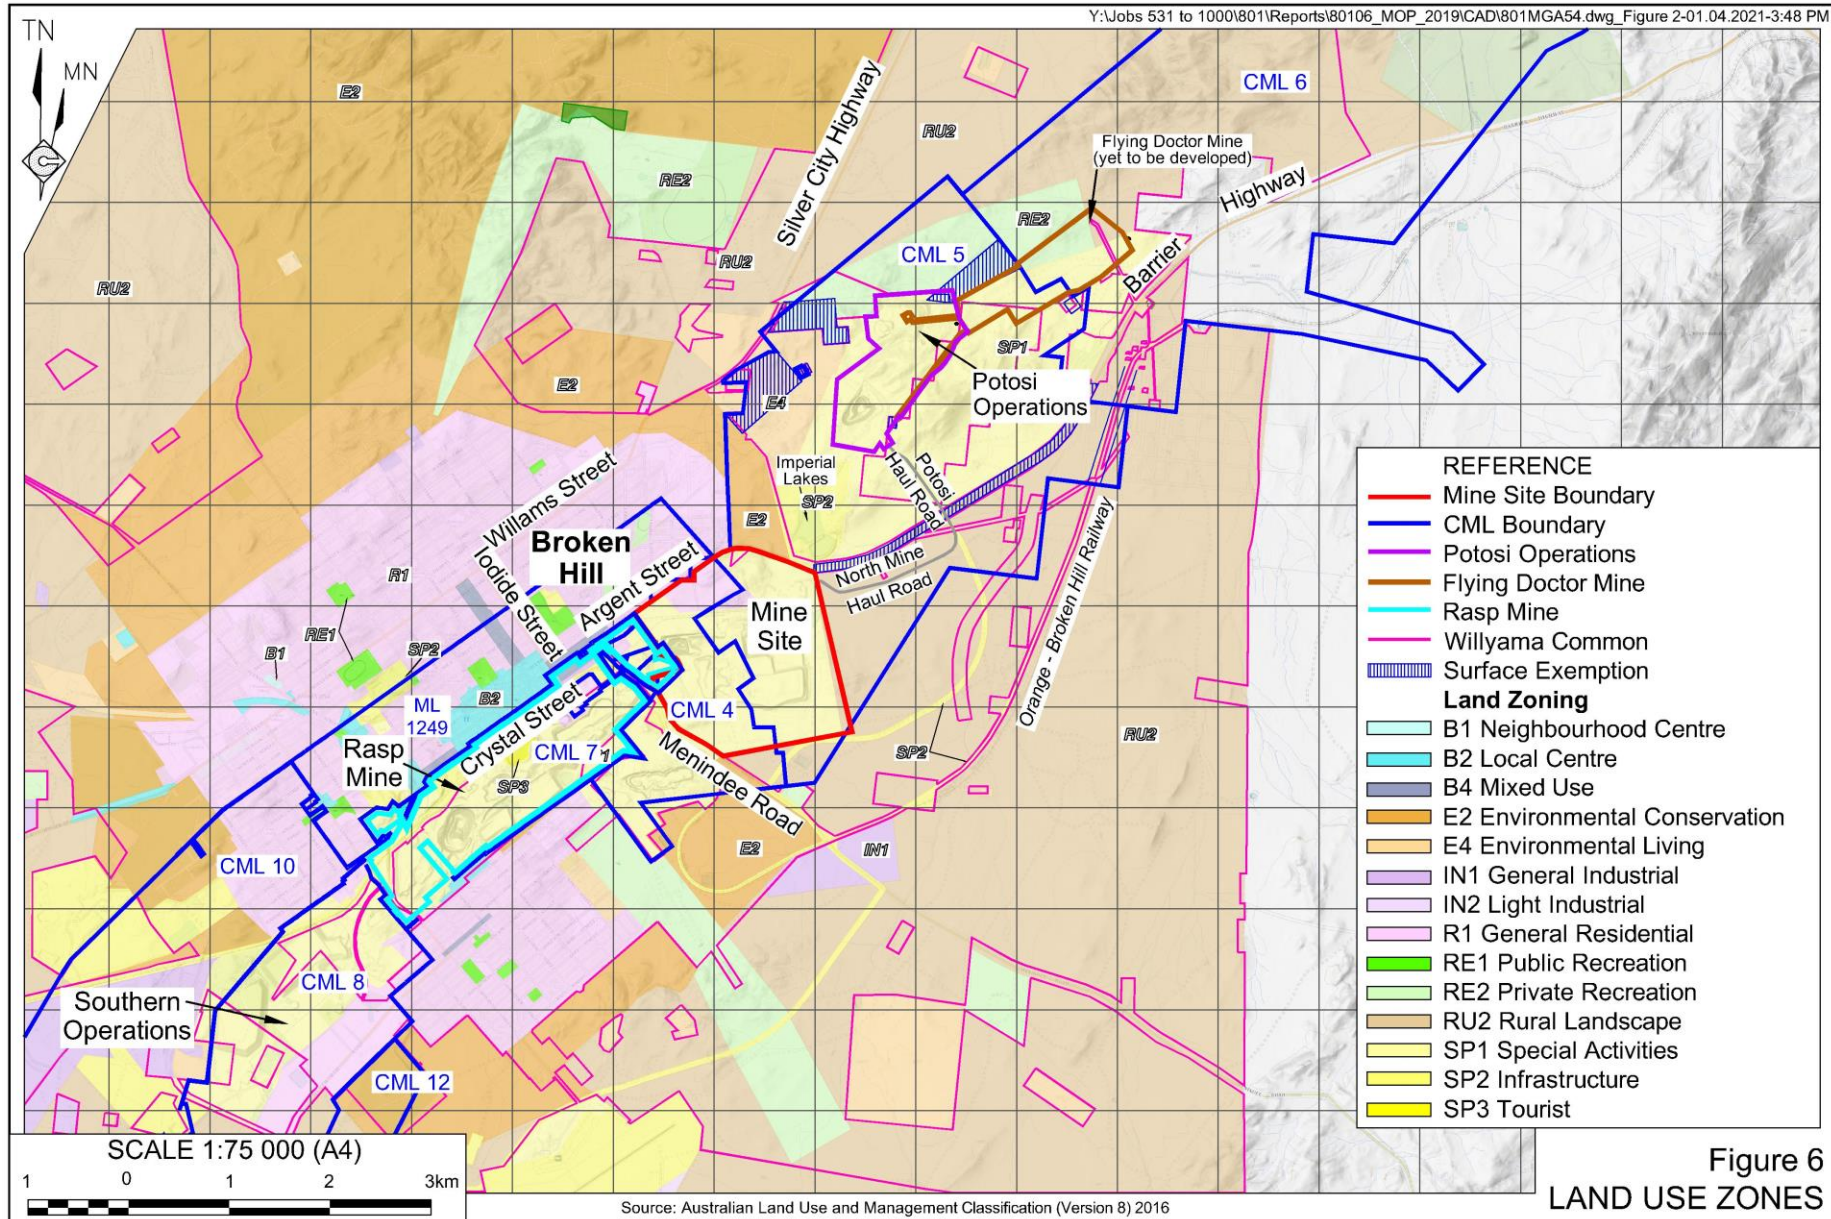 Y:\Jobs 531 to 1000\801\Reports\80106_MOP_2019\CAD\801MGA54.dwg_Figure 2-01.04.2021-3:48 PM
TN
MN
E2
CML 6
Silver City Highway
RU2
Flying Doctor Mine
(yet to be developed)
RE2
Highway
RE2
CML 5
RU2
RU2
Barrier
SP1
E2
Potosi
Operations
E4
Imperial
Lakes
SP2
Potosi
Haul Road
Willams Street
E2
Broken
Hill
Iodide Street
Argent Street
North Mine
Haul Road
R1
Mine
Site
Orange - Broken Hill Railway
RE1
SP2
B1
B2
ML
1249
CML 4
RU2
Rasp
Mine
Crystal Street
CML 7
1
Menindee Road
SP2
SP3
E2
IN1
CML 10
CML 8
Southern
Operations
CML 12
REFERENCE
Mine Site Boundary
CML Boundary
Potosi Operations
Flying Doctor Mine
Rasp Mine
Willyama Common
Surface Exemption
Land Zoning
B1 Neighbourhood Centre
B2 Local Centre
B4 Mixed Use
E2 Environmental Conservation
E4 Environmental Living
IN1 General Industrial
IN2 Light Industrial
R1 General Residential
RE1 Public Recreation
RE2 Private Recreation
RU2 Rural Landscape
SP1 Special Activities
SP2 Infrastructure
SP3 Tourist
SCALE 1:75 000 (A4)
1 0 1 2 3km
Source: Australian Land Use and Management Classification (Version 8) 2016
Figure 6
LAND USE ZONES